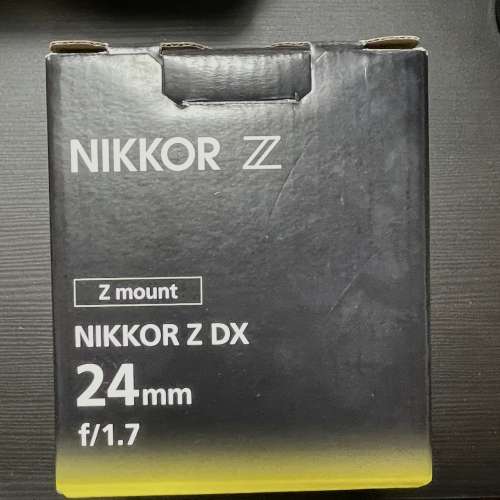 NIKKOR Z
Z mount
NIKKOR Z DX
24mm
f/1.7